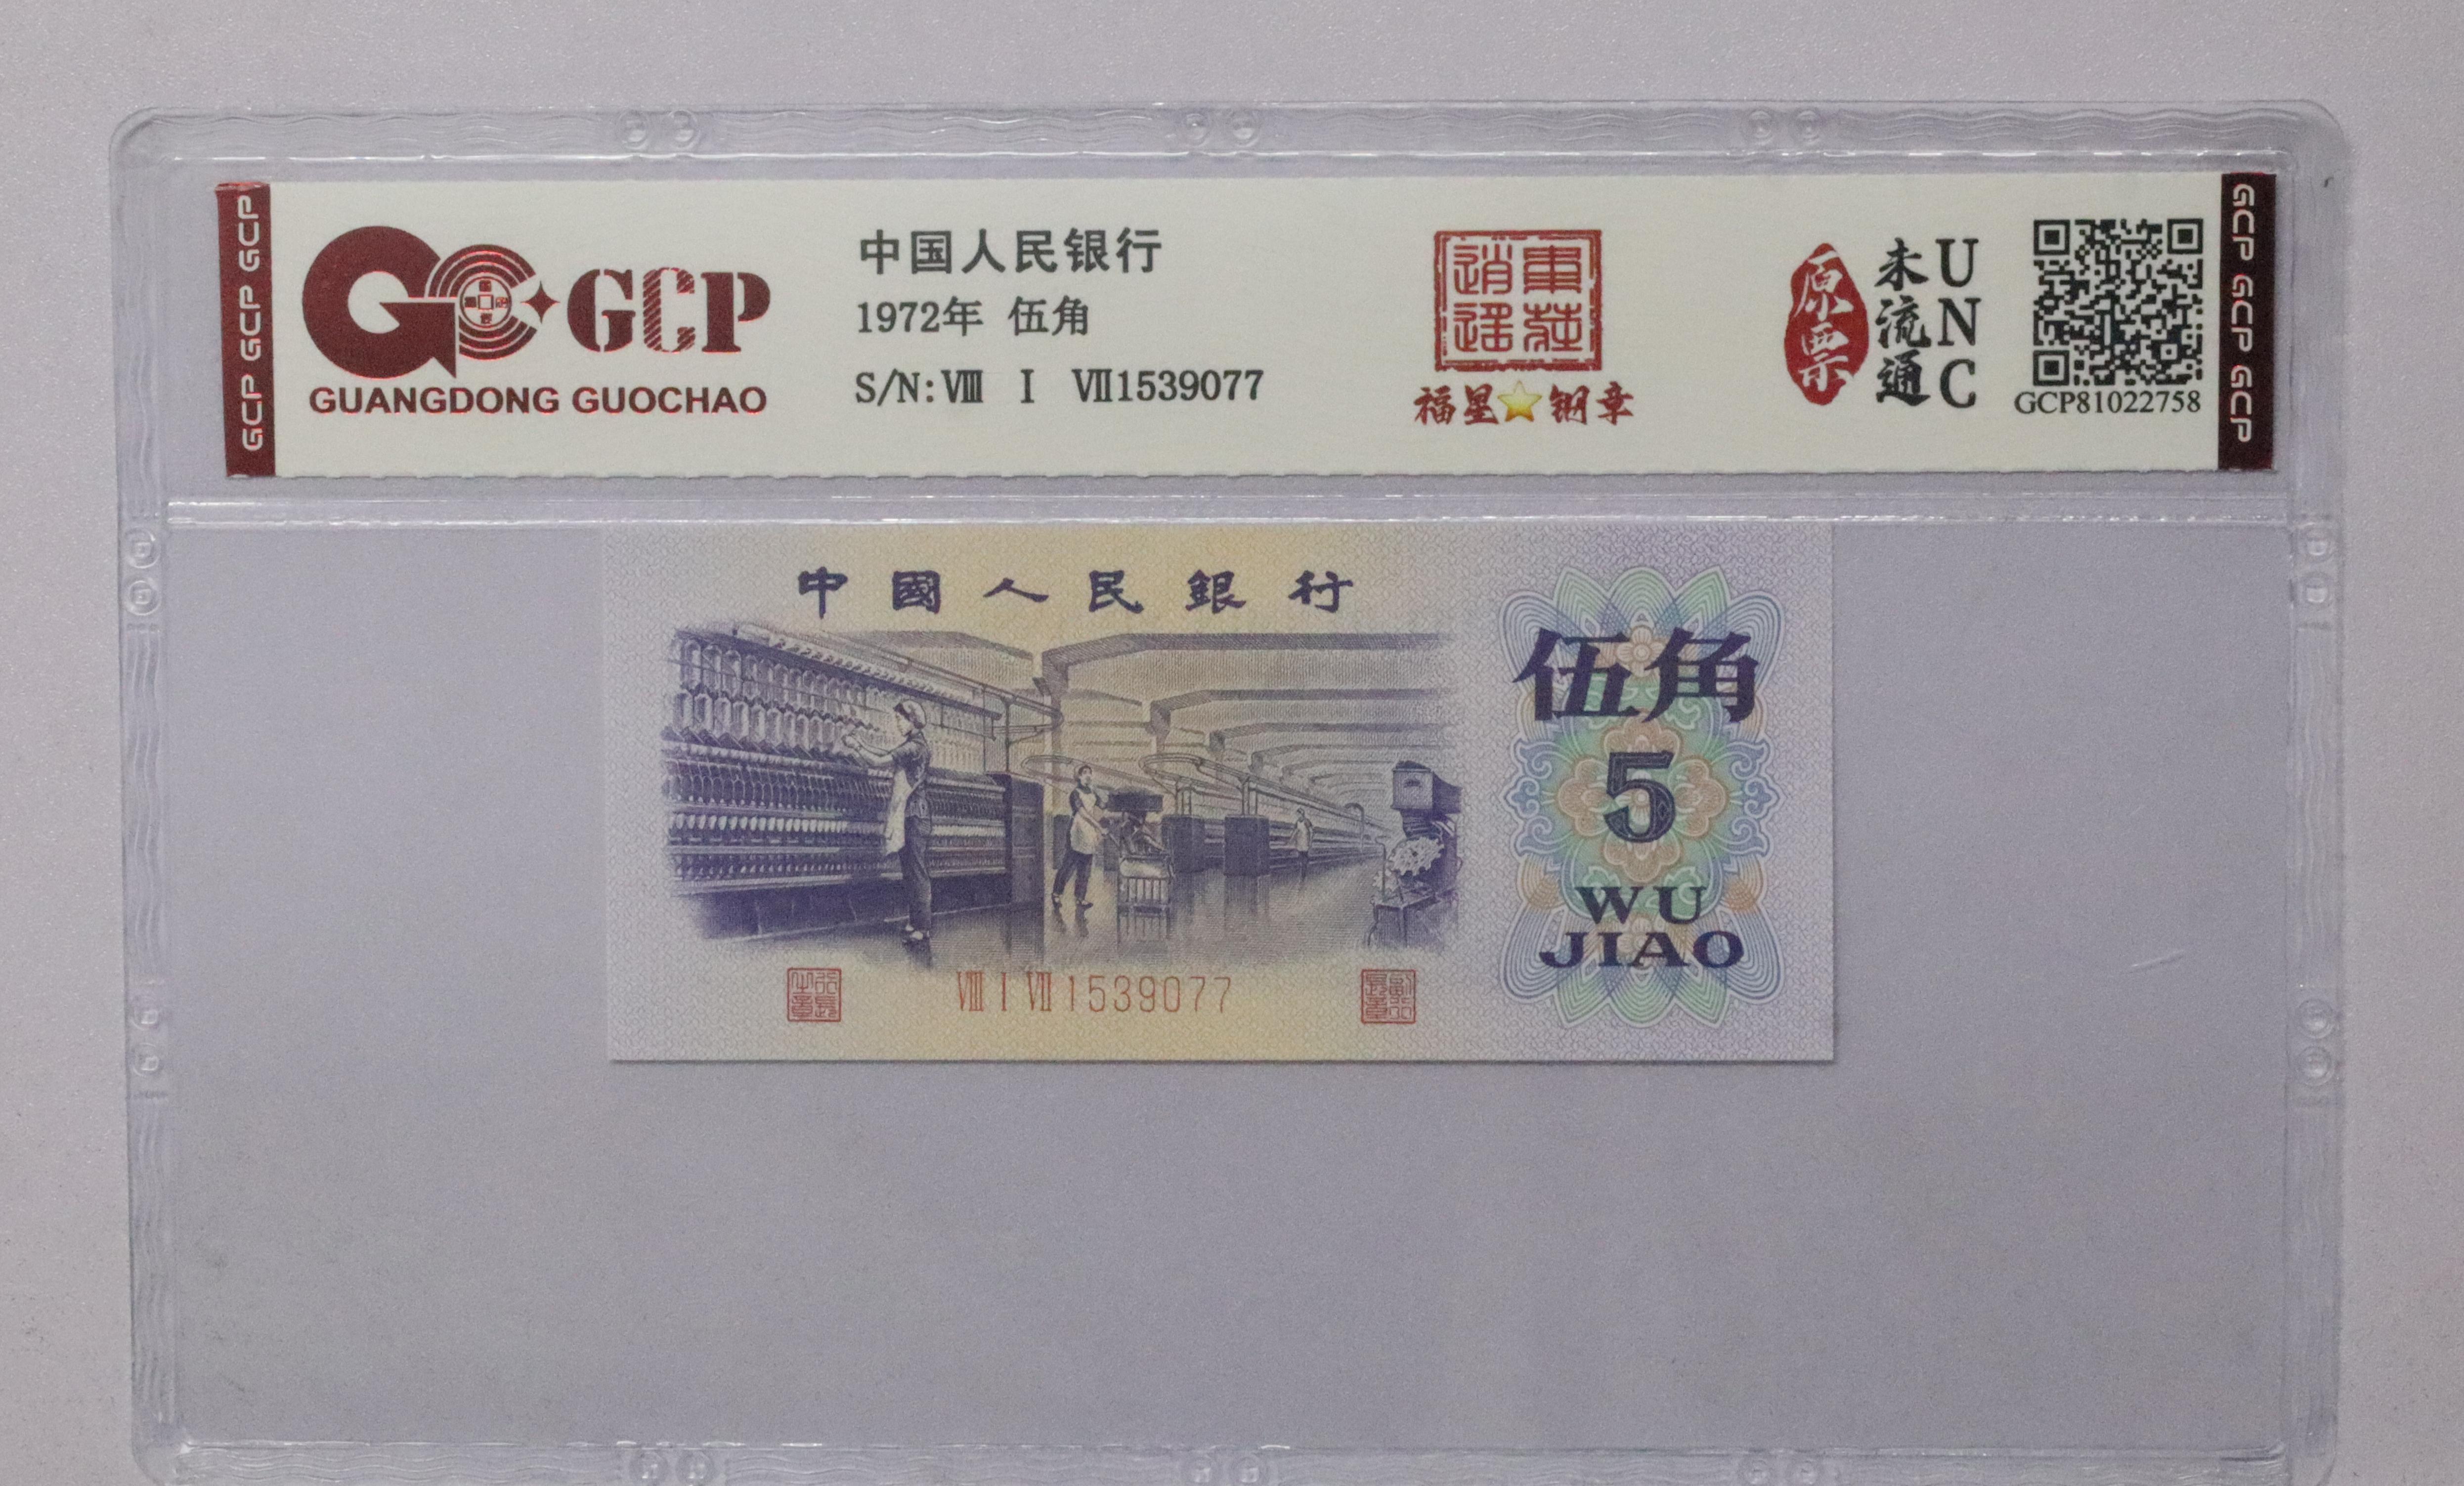 GCP GCP GCP
GCP
GUANGDONG GUOCHAO
中国人民银行
1972年 伍角
S/N:Ⅷ Ⅰ Ⅶ1539077
東莊逍遥
福星⭐钢章
原票
未流通
UNC
GCP81022758
GCP GCP GCP
中國人民銀行
伍角
5
WU
JIAO
Ⅷ Ⅰ Ⅶ 1539077